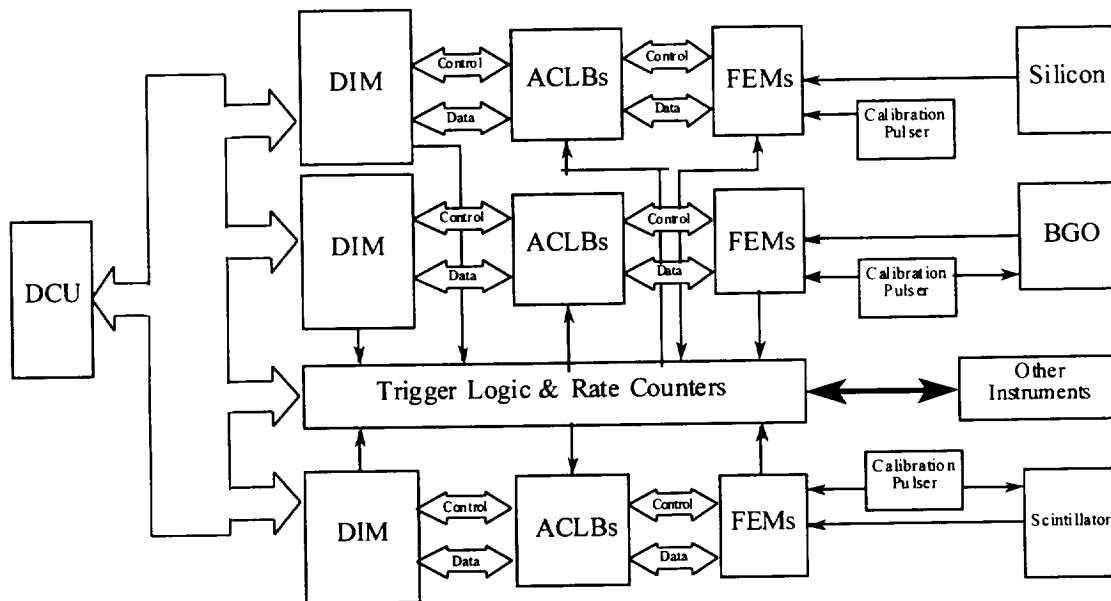 DIM
Control
Data
ACLBs
Control
Data
FEMs
Silicon
Calibration
Pulser
DCU
DIM
Control
Data
ACLBs
Control
Data
FEMs
BGO
Calibration
Pulser
Trigger Logic & Rate Counters
Other
Instruments
DIM
Control
Data
ACLBs
Control
Data
FEMs
Calibration
Pulser
Scintillator